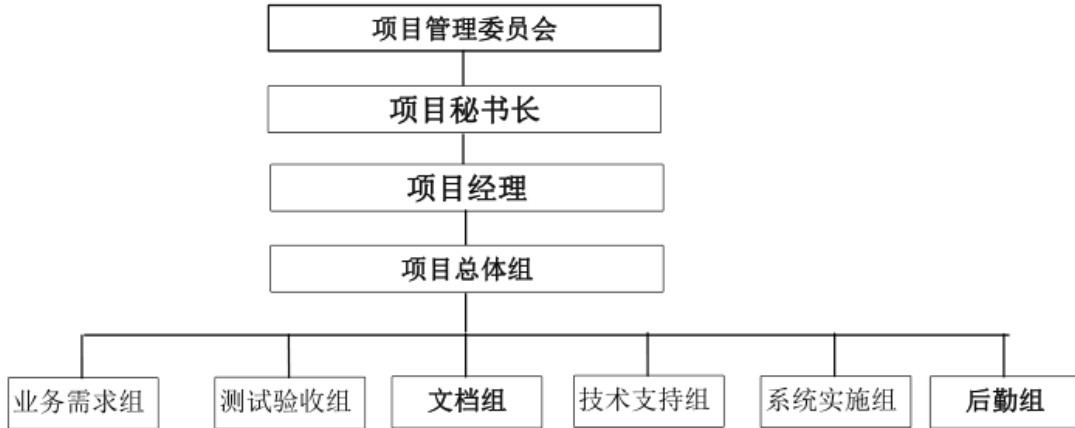 项目管理委员会
项目秘书长
项目经理
项目总体组
业务需求组
测试验收组
文档组
技术支持组
系统实施组
后勤组